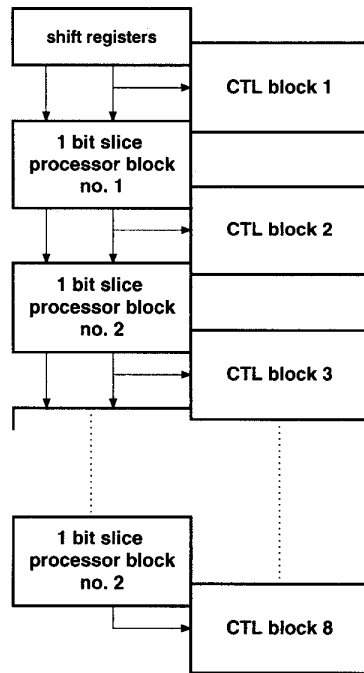 shift registers
CTL block 1
1 bit slice
processor block
no. 1
CTL block 2
1 bit slice
processor block
no. 2
CTL block 3
1 bit slice
processor block
no. 2
CTL block 8